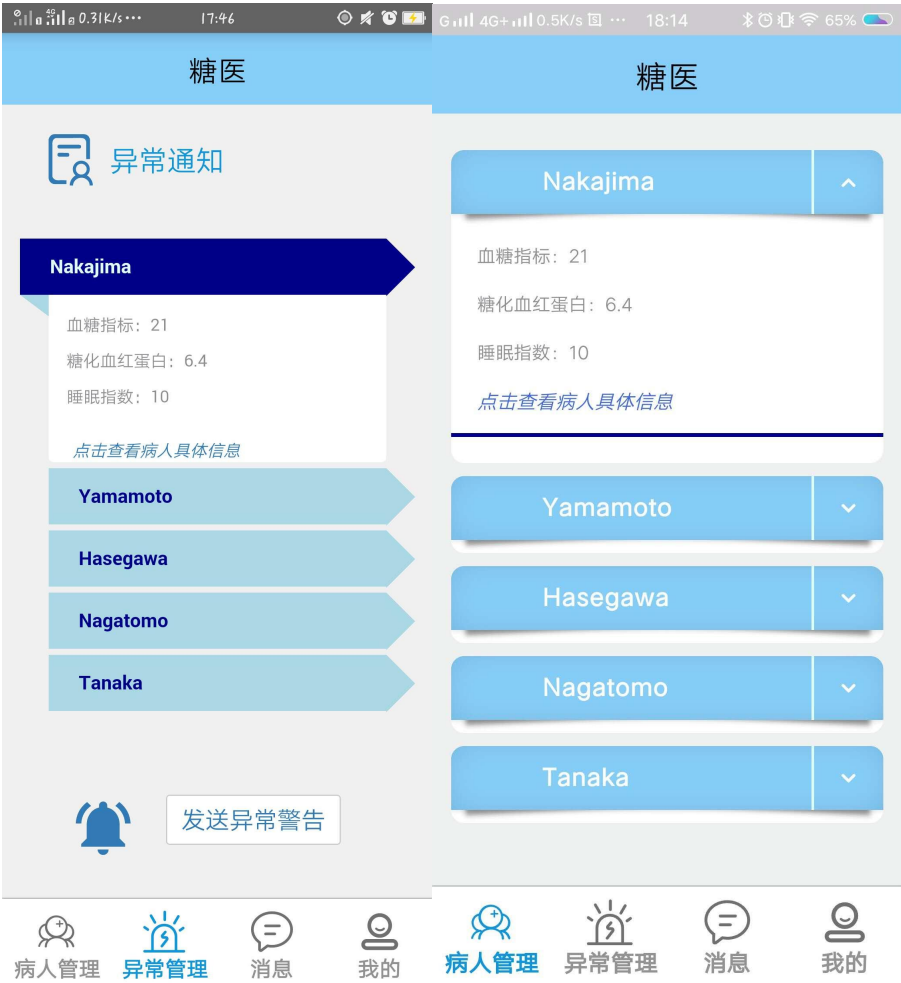 0.31K/s ··· 17:46
糖医
异常通知
Nakajima
血糖指标：21
糖化血红蛋白：6.4
睡眠指数：10
点击查看病人具体信息
Yamamoto
Hasegawa
Nagatomo
Tanaka
发送异常警告
病人管理 异常管理 消息 我的
G 4G+ 0.5K/s ··· 18:14 65%
糖医
Nakajima
血糖指标：21
糖化血红蛋白：6.4
睡眠指数：10
点击查看病人具体信息
Yamamoto
Hasegawa
Nagatomo
Tanaka
病人管理 异常管理 消息 我的